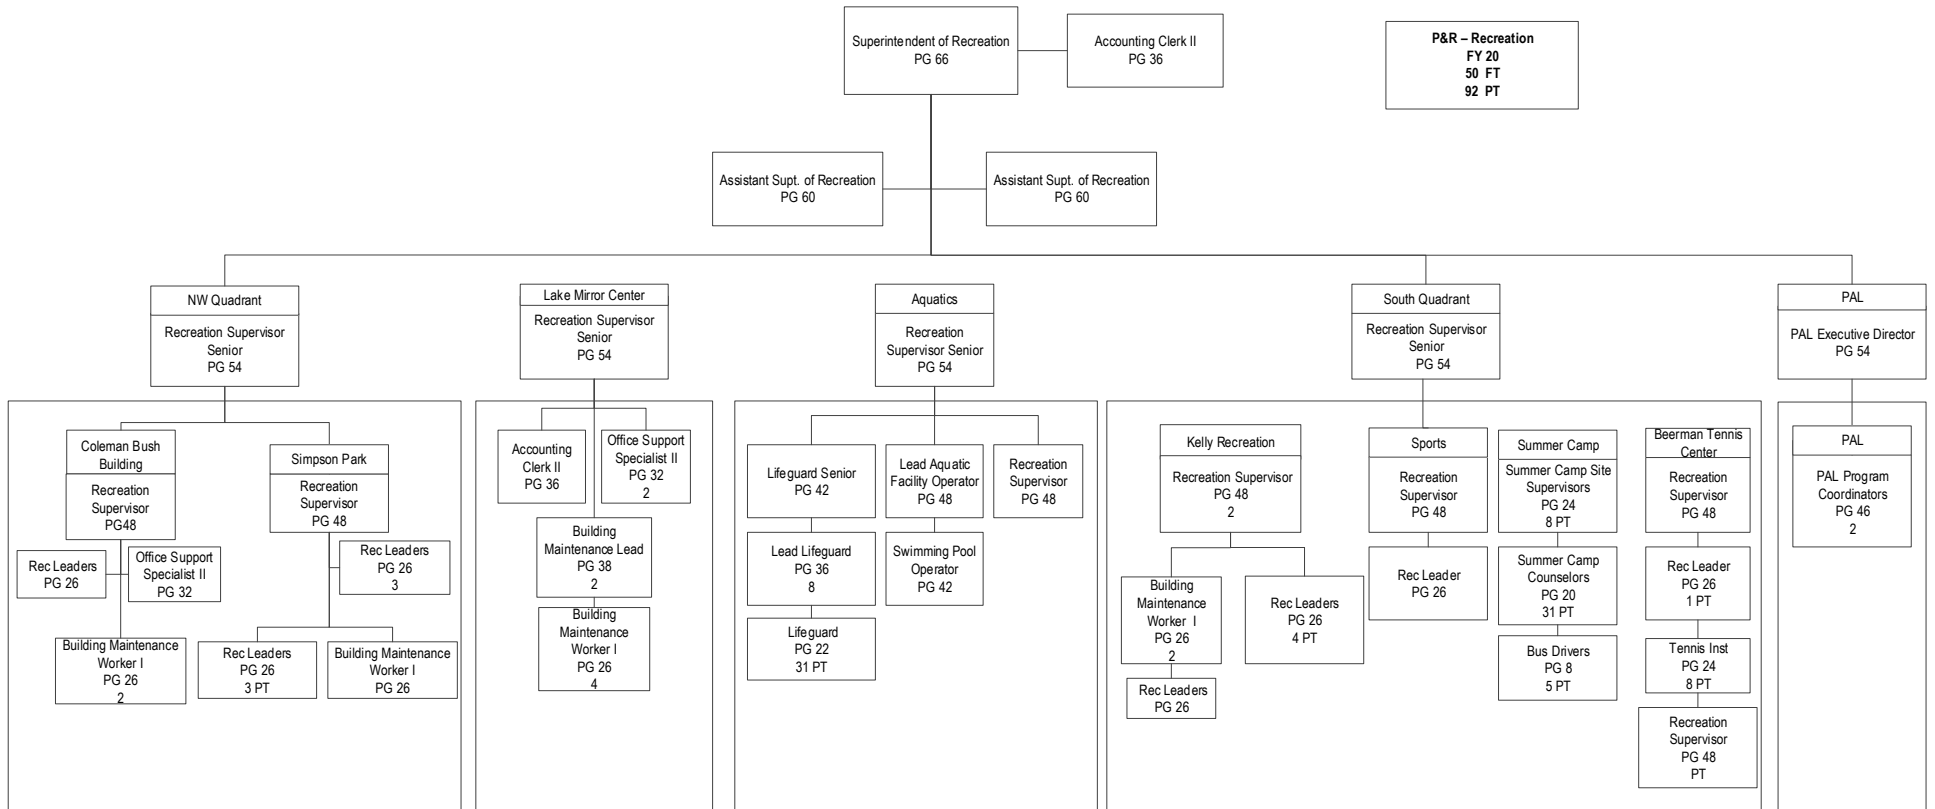 Superintendent of Recreation
PG 66
Accounting Clerk II
PG 36
P&R – Recreation
FY 20
50 FT
92 PT
Assistant Supt. of Recreation
PG 60
Assistant Supt. of Recreation
PG 60
NW Quadrant
Recreation Supervisor
Senior
PG 54
Lake Mirror Center
Recreation Supervisor
Senior
PG 54
Aquatics
Recreation
Supervisor Senior
PG 54
South Quadrant
Recreation Supervisor
Senior
PG 54
PAL
PAL Executive Director
PG 54
Coleman Bush
Building
Recreation
Supervisor
PG48
Rec Leaders
PG 26
Office Support
Specialist II
PG 32
Building Maintenance
Worker I
PG 26
2
Simpson Park
Recreation
Supervisor
PG 48
Rec Leaders
PG 26
3
Rec Leaders
PG 26
3 PT
Building Maintenance
Worker I
PG 26
Accounting
Clerk II
PG 36
Office Support
Specialist II
PG 32
2
Building
Maintenance Lead
PG 38
2
Building
Maintenance
Worker I
PG 26
4
Lifeguard Senior
PG 42
Lead Lifeguard
PG 36
8
Lifeguard
PG 22
31 PT
Lead Aquatic
Facility Operator
PG 48
Swimming Pool
Operator
PG 42
Recreation
Supervisor
PG 48
Kelly Recreation
Recreation Supervisor
PG 48
2
Building
Maintenance
Worker I
PG 26
2
Rec Leaders
PG 26
Rec Leaders
PG 26
4 PT
Sports
Recreation
Supervisor
PG 48
Rec Leader
PG 26
Summer Camp
Summer Camp Site
Supervisors
PG 24
8 PT
Summer Camp
Counselors
PG 20
31 PT
Bus Drivers
PG 8
5 PT
Beerman Tennis
Center
Recreation
Supervisor
PG 48
Rec Leader
PG 26
1 PT
Tennis Inst
PG 24
8 PT
Recreation
Supervisor
PG 48
PT
PAL
PAL Program
Coordinators
PG 46
2